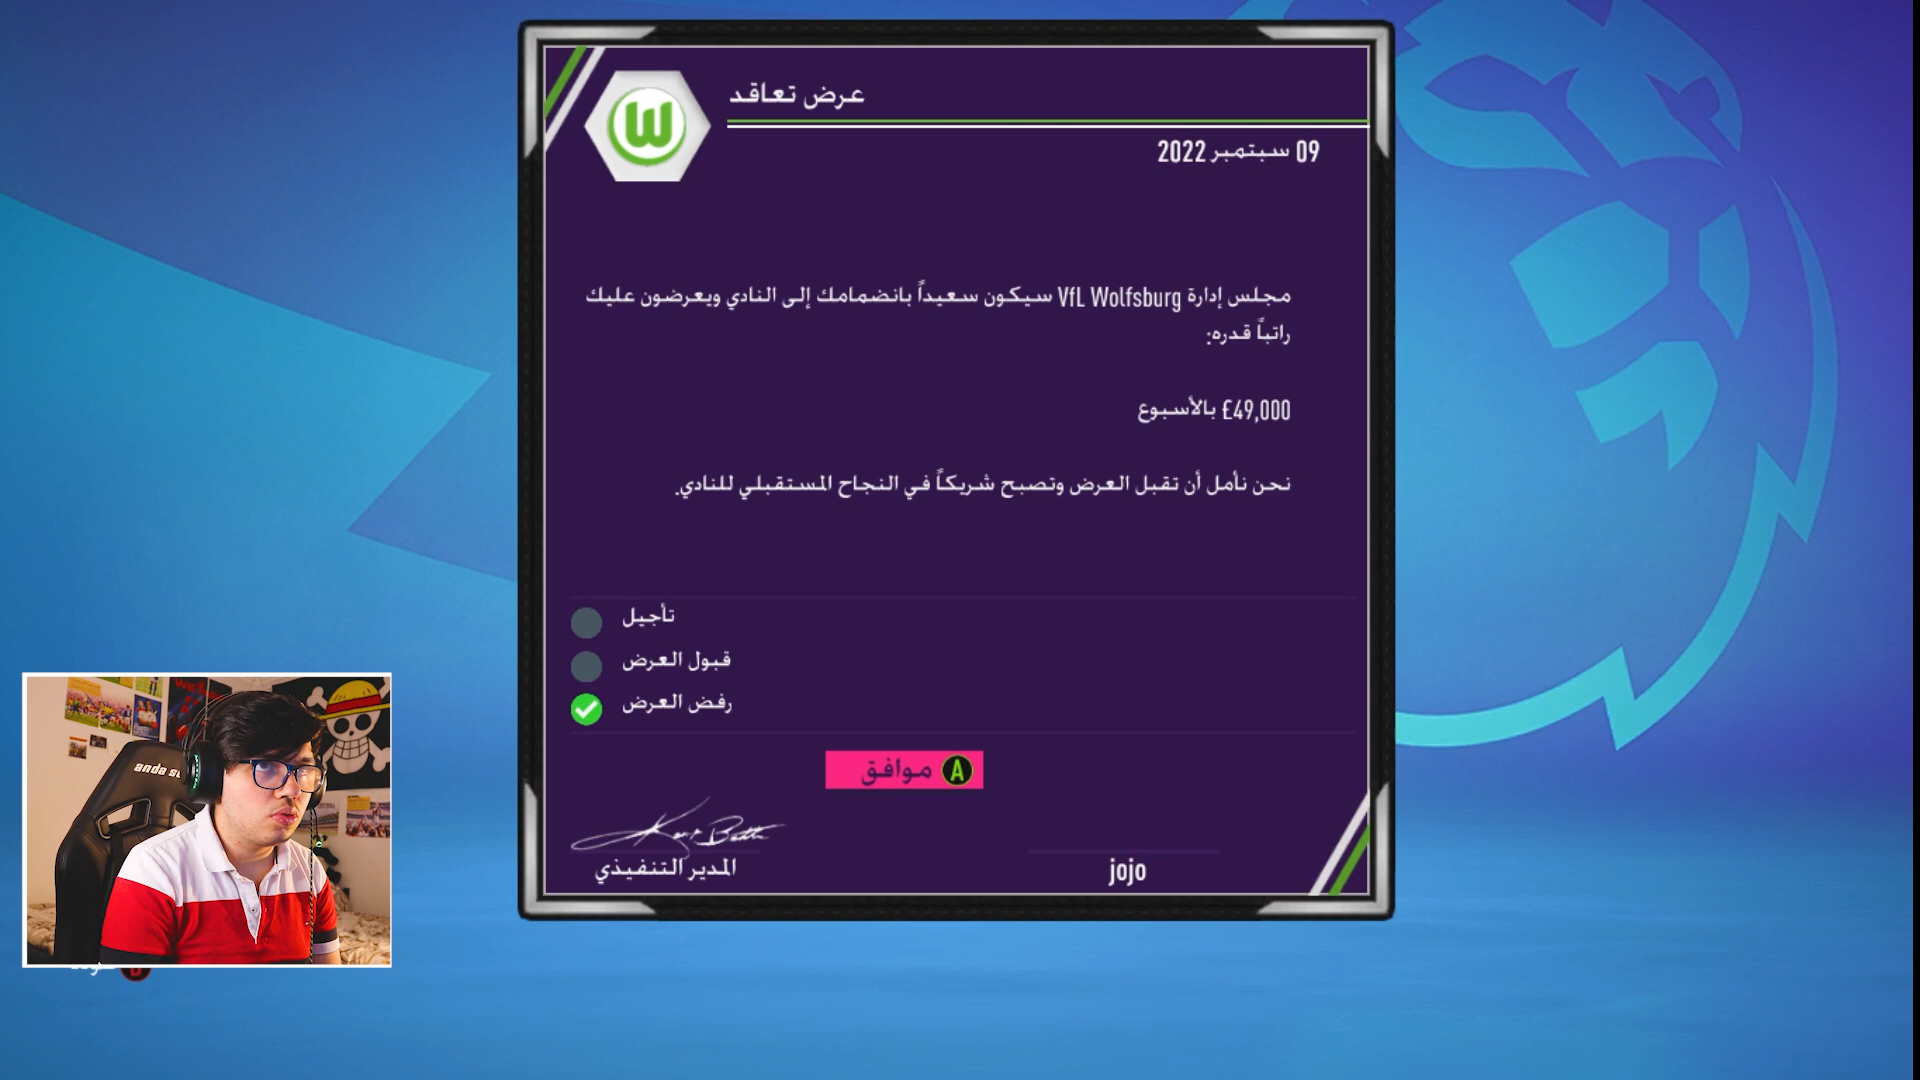 عرض تعاقد
09 سبتمبر 2022
مجلس إدارة VfL Wolfsburg سيكون سعيداً بانضمامك إلى النادي ويعرضون عليك
راتباً قدره:
£49,000 بالأسبوع
نحن نأمل أن تقبل العرض وتصبح شريكاً في النجاح المستقبلي للنادي.
تأجيل
قبول العرض
رفض العرض
A موافق
المدير التنفيذي
jojo